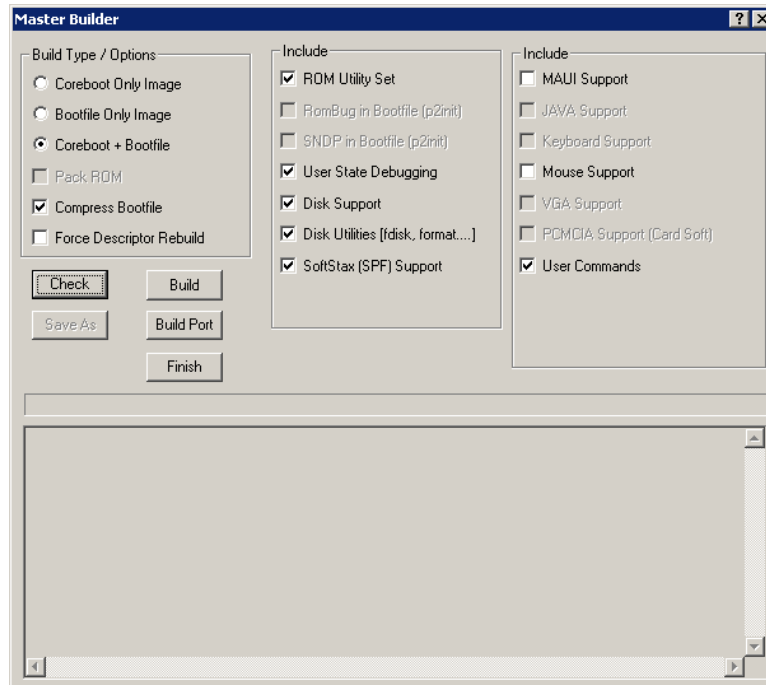 Master Builder
Build Type / Options
Coreboot Only Image
Bootfile Only Image
Coreboot + Bootfile
Pack ROM
Compress Bootfile
Force Descriptor Rebuild
Check
Build
Save As
Build Port
Finish
Include
ROM Utility Set
RomBug in Bootfile (p2init)
SNDP in Bootfile (p2init)
User State Debugging
Disk Support
Disk Utilities [fdisk, format....]
SoftStax (SPF) Support
Include
MAUI Support
JAVA Support
Keyboard Support
Mouse Support
VGA Support
PCMCIA Support (Card Soft)
User Commands